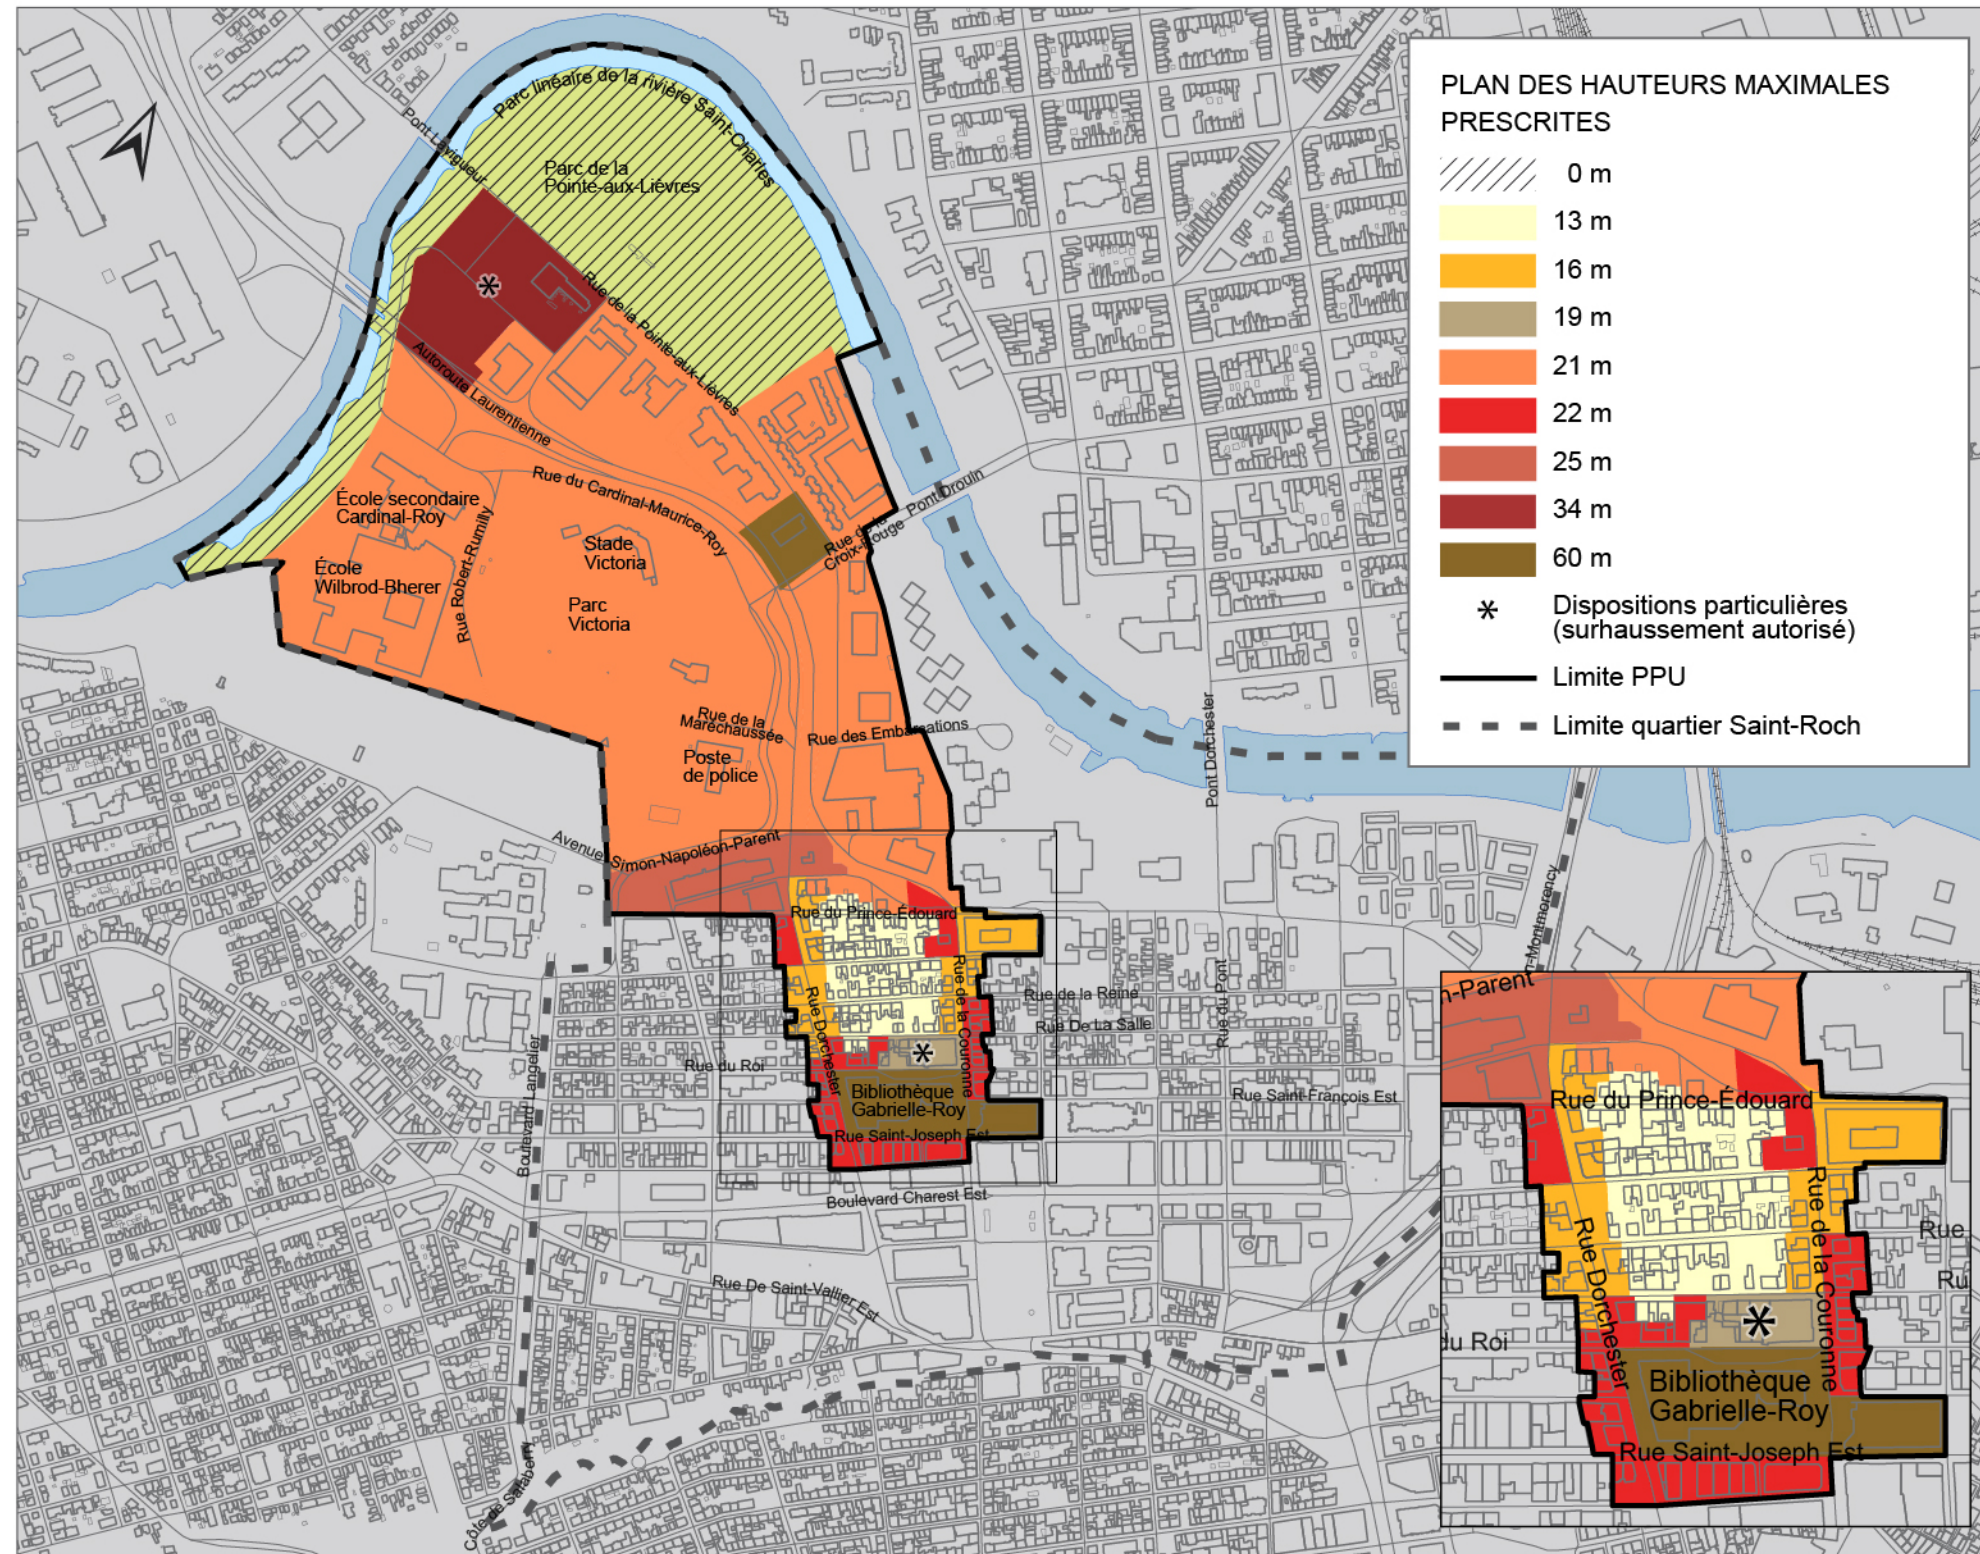 PLAN DES HAUTEURS MAXIMALES
PRESCRITES
0 m
13 m
16 m
19 m
21 m
22 m
25 m
34 m
60 m
*
Dispositions particulières
(surhaussement autorisé)
Limite PPU
Limite quartier Saint-Roch
Parc linéaire de la rivière Saint-Charles
Pont Lavigueur
Parc de la
Pointe-aux-Lièvres
*
Rue de la Pointe-aux-Lièvres
Autoroute Laurentienne
Rue du Cardinal-Maurice-Roy
École secondaire
Cardinal-Roy
École
Wilbrod-Bherer
Rue Robert-Rumilly
Stade
Victoria
Parc
Victoria
Rue de la
Croix-Rouge
Pont Drouin
Rue de la
Maréchaussée
Rue des Embarcations
Poste
de police
Pont Dorchester
Avenue Simon-Napoléon-Parent
Rue du Prince-Édouard
Rue de la Couronne
Rue Dorchester
Rue de la Reine
Rue De La Salle
Rue du Pont
Rue du Roi
*
Bibliothèque
Gabrielle-Roy
Rue Saint-François Est
Rue Saint-Joseph Est
Boulevard Langelier
Boulevard Charest Est
Rue De Saint-Vallier Est
Côte de Salaberry
n-Montmorency
n-Parent
Rue du Prince-Édouard
Rue de la Couronne
Rue Dorchester
Rue
Ru
du Roi
*
Bibliothèque
Gabrielle-Roy
Rue Saint-Joseph Est